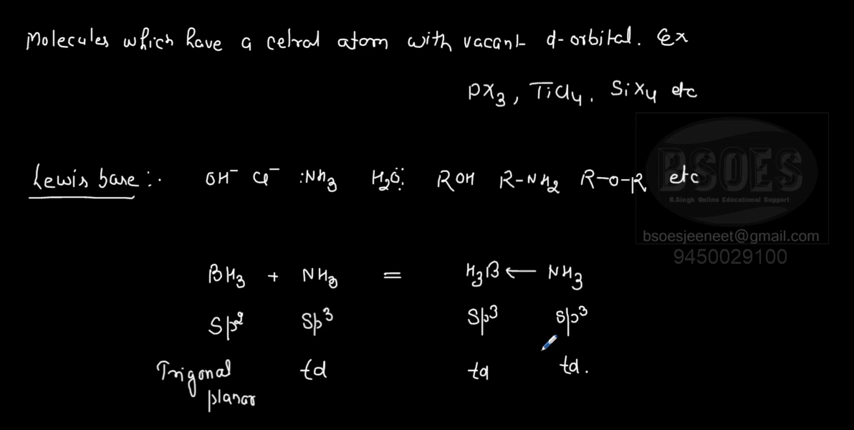 Molecules which have a cetral atom with vacant d-orbital. Ex
PX3, TiCl4, SiX4 etc
Lewis base:- OH⁻ Cl⁻ :NH3 H2Ö: ROH R-NH2 R-O-R etc
BSOES
B.Singh Online Educational Support
bsoesjeeneet@gmail.com
9450029100
BH3 + NH3 = H3B ← NH3
Sp² Sp³ Sp³ Sp³
Trigonal planar td td td.